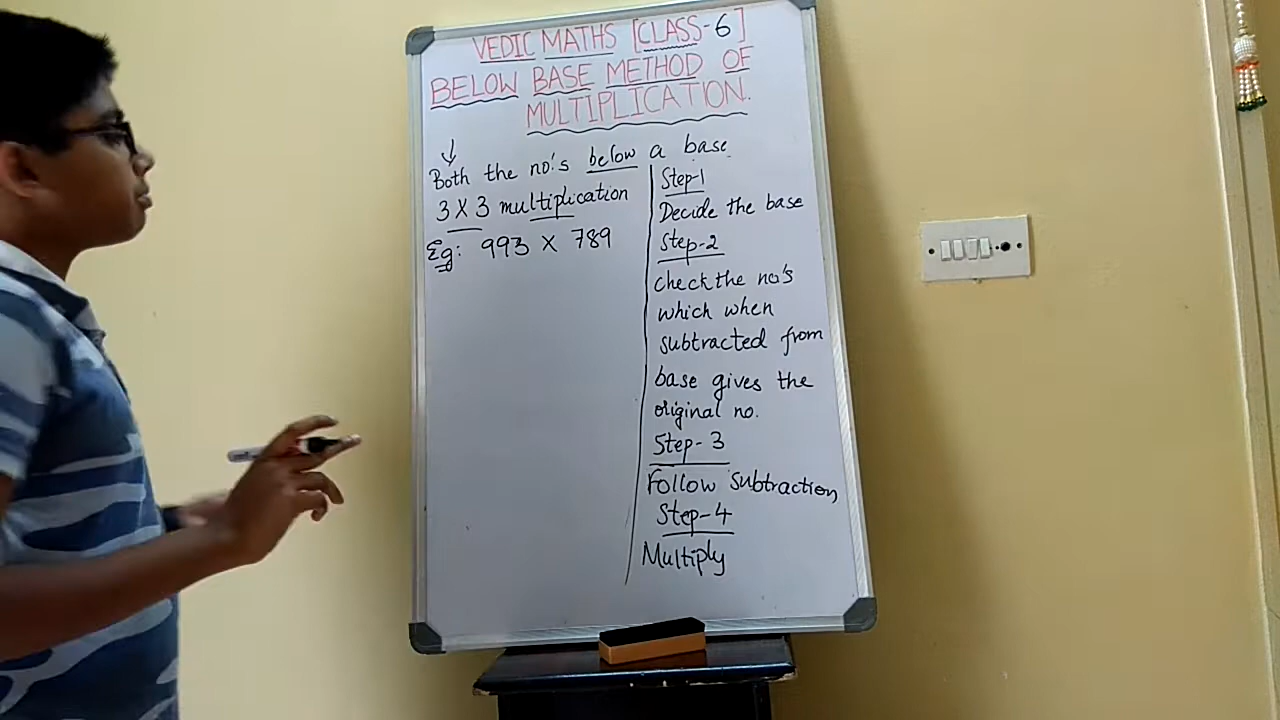 VEDIC MATHS [CLASS-6]
BELOW BASE METHOD OF
MULTIPLICATION.
Both the no's below a base
3 X 3 multiplication
Eg: 993 X 789
Step-1
Decide the base
Step-2
check the no's
which when
subtracted from
base gives the
original no.
Step-3
Follow subtraction
Step-4
Multiply